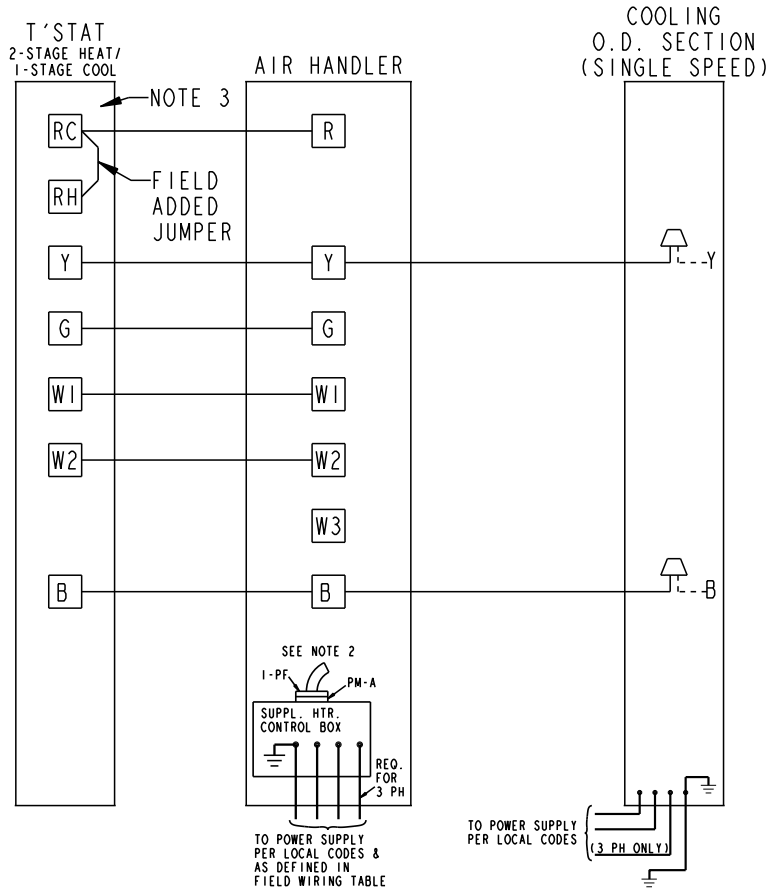 T'STAT
2-STAGE HEAT/
1-STAGE COOL
AIR HANDLER
COOLING
O.D. SECTION
(SINGLE SPEED)
NOTE 3
RC
R
RH
FIELD
ADDED
JUMPER
Y
Y
Y
G
G
W1
W1
W2
W2
W3
B
B
B
SEE NOTE 2
1-PF
PM-A
SUPPL. HTR.
CONTROL BOX
REQ.
FOR
3 PH
TO POWER SUPPLY
PER LOCAL CODES &
AS DEFINED IN
FIELD WIRING TABLE
TO POWER SUPPLY
PER LOCAL CODES
(3 PH ONLY)